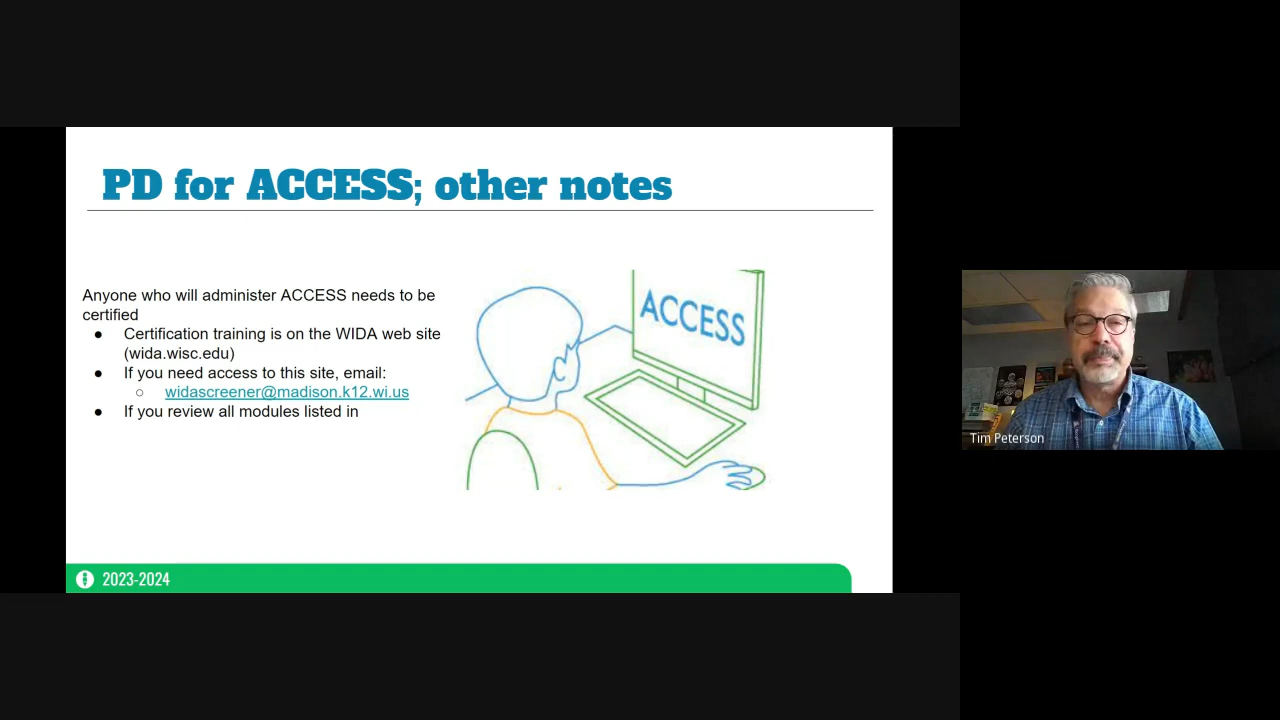 PD for ACCESS; other notes
Anyone who will administer ACCESS needs to be
certified
● Certification training is on the WIDA web site
(wida.wisc.edu)
● If you need access to this site, email:
○ widascreener@madison.k12.wi.us
● If you review all modules listed in
ACCESS
2023-2024
Tim Peterson